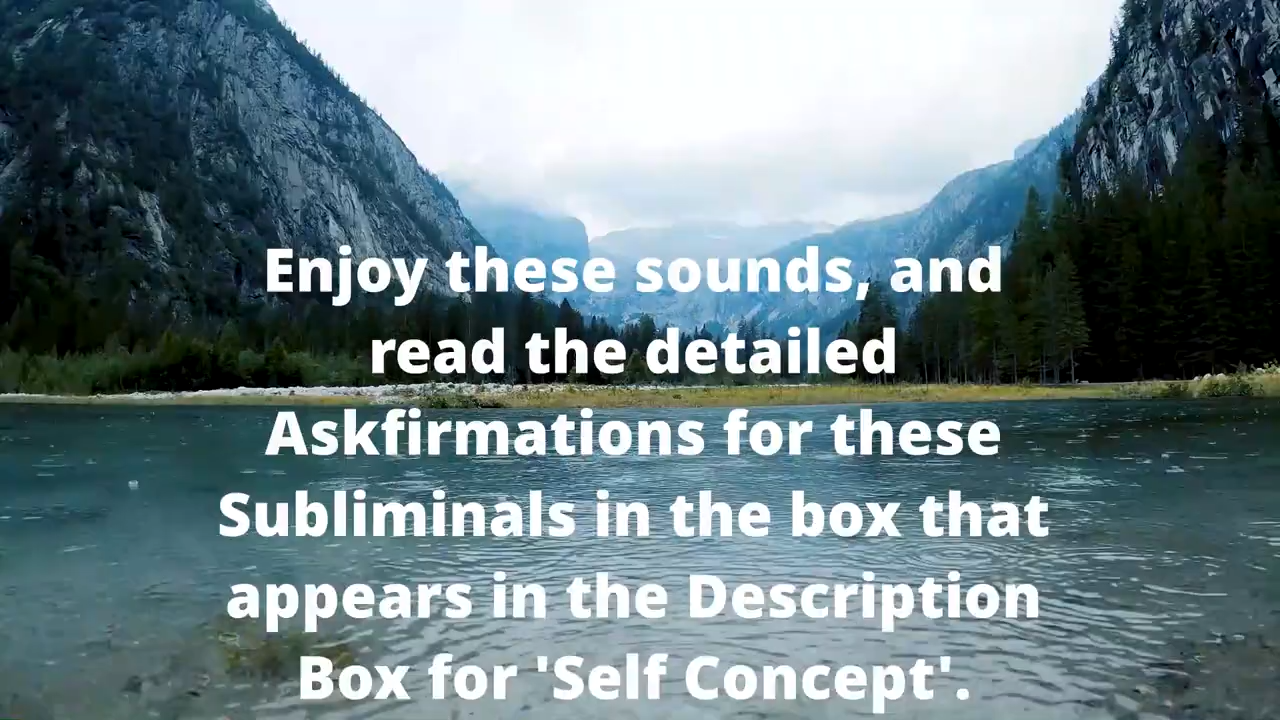 Enjoy these sounds, and
read the detailed
Askfirmations for these
Subliminals in the box that
appears in the Description
Box for 'Self Concept'.